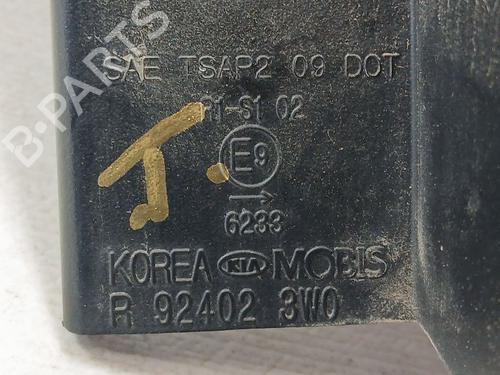 SAE TSAP2 09 DOT
R1-S1 02
E9
6233
KOREA KIA MOBIS
R 92402 3W0
J.
B-PARTS